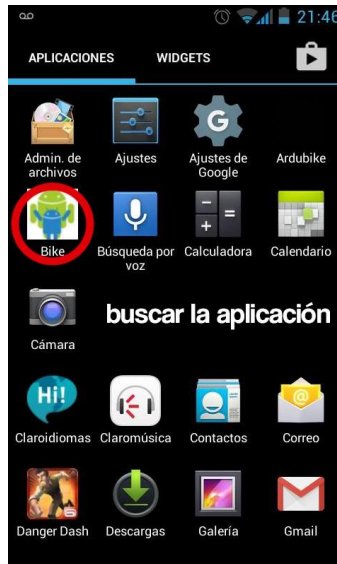 21:46
APLICACIONES WIDGETS
G
Admin. de archivos Ajustes Ajustes de Google Ardubike
Bike Búsqueda por voz Calculadora Calendario
buscar la aplicación
Cámara
Hi!
Claroidiomas Claromúsica Contactos Correo
Danger Dash Descargas Galería Gmail